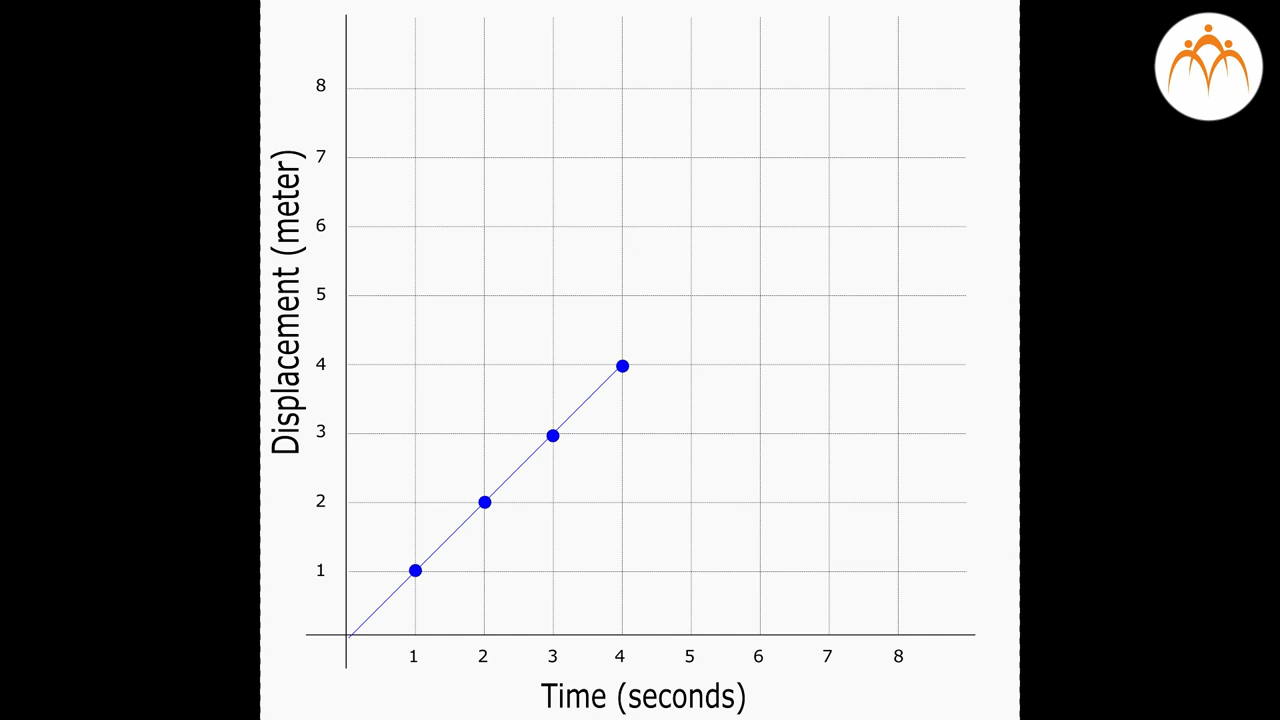 8
7
6
5
4
3
2
1
Displacement (meter)
1 2 3 4 5 6 7 8
Time (seconds)